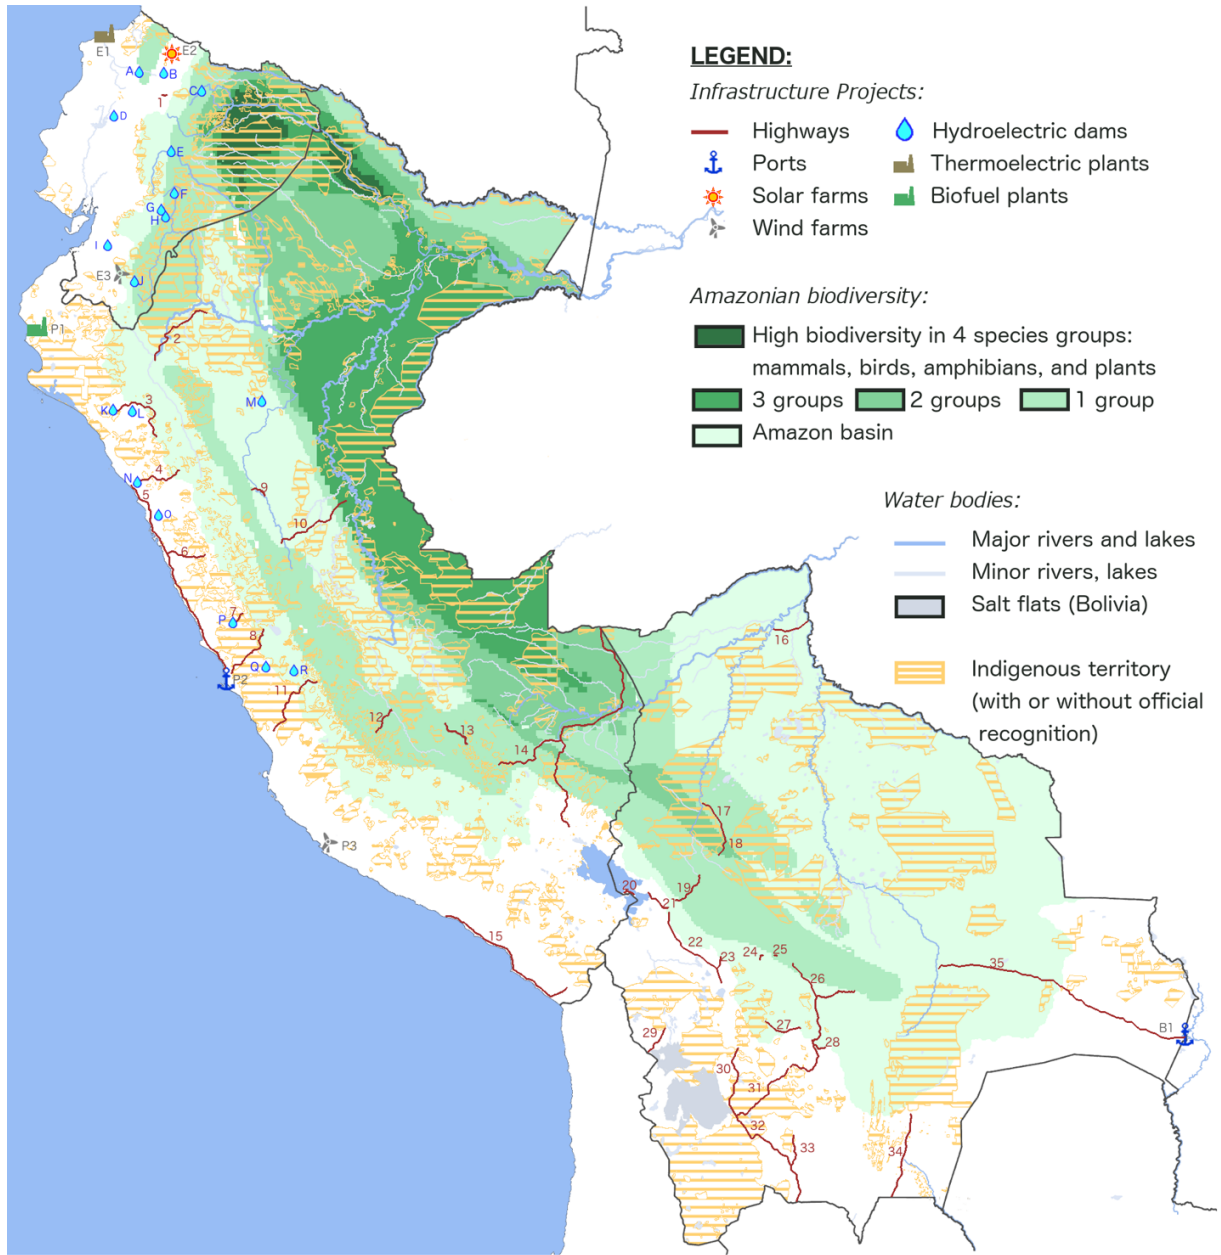 LEGEND:
Infrastructure Projects:
Highways
Hydroelectric dams
Ports
Thermoelectric plants
Solar farms
Biofuel plants
Wind farms
Amazonian biodiversity:
High biodiversity in 4 species groups:
mammals, birds, amphibians, and plants
3 groups
2 groups
1 group
Amazon basin
Water bodies:
Major rivers and lakes
Minor rivers, lakes
Salt flats (Bolivia)
Indigenous territory
(with or without official
recognition)
E1
E2
A
B
C
1
D
E
F
G
H
I
E3
J
P1
2
M
K
3
L
4
N
5
9
O
10
6
7
P
8
16
Q
R
P2
11
12
13
14
17
18
P3
19
20
21
15
22
23
24
25
26
35
27
B1
29
28
30
31
32
33
34